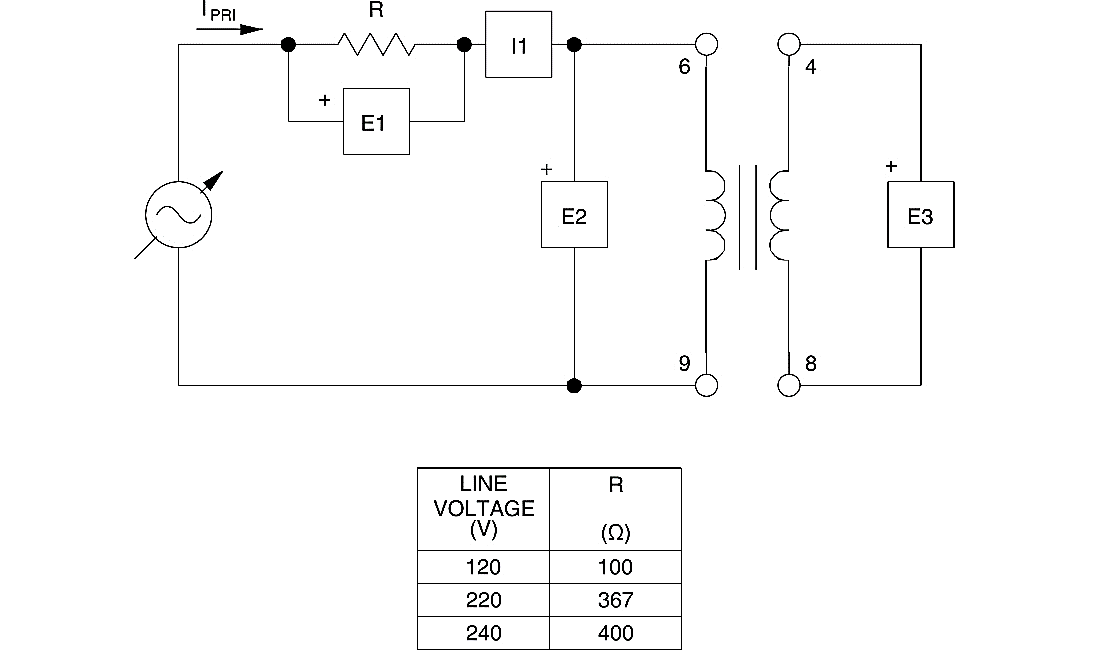 I PRI
R
I1
6
4
+
E1
+
E2
+
E3
9
8
LINE VOLTAGE (V)
R (Ω)
120 100
220 367
240 400